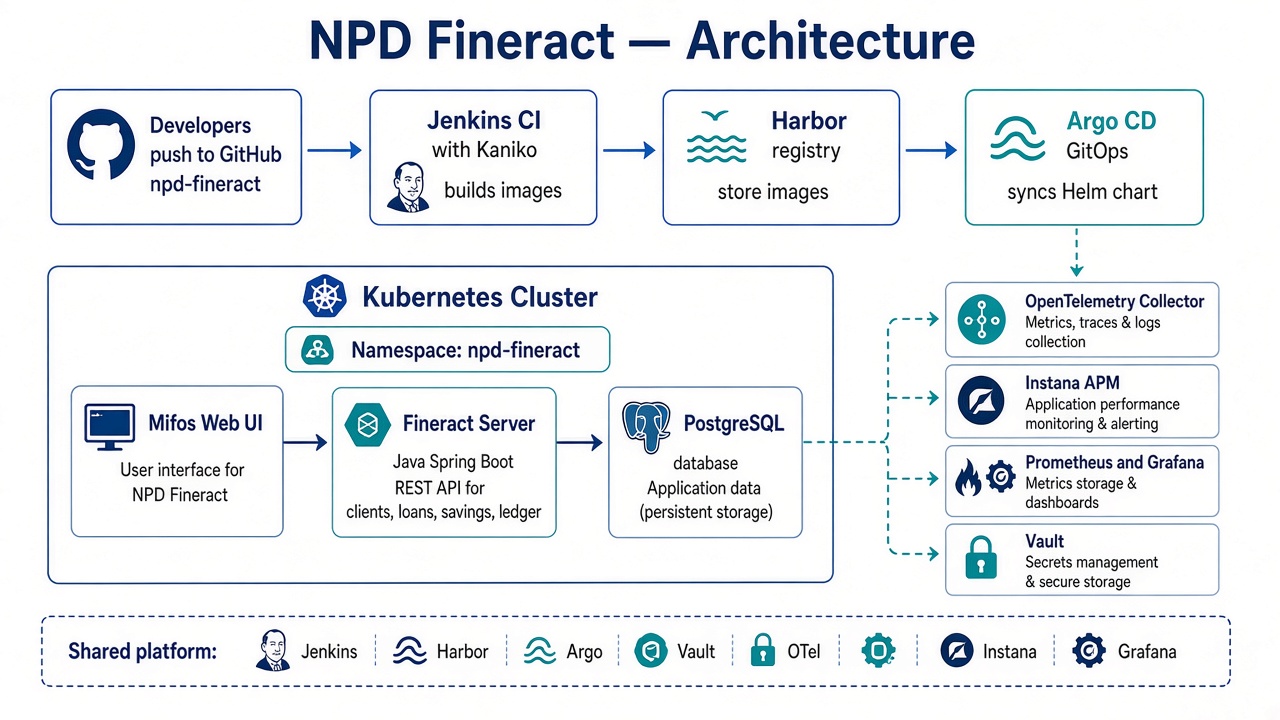 NPD Fineract — Architecture
Developers
push to GitHub
npd-fineract
Jenkins CI
with Kaniko
builds images
Harbor
registry
store images
Argo CD
GitOps
syncs Helm chart
Kubernetes Cluster
Namespace: npd-fineract
Mifos Web UI
User interface for
NPD Fineract
Fineract Server
Java Spring Boot
REST API for
clients, loans, savings, ledger
PostgreSQL
database
Application data
(persistent storage)
OpenTelemetry Collector
Metrics, traces & logs
collection
Instana APM
Application performance
monitoring & alerting
Prometheus and Grafana
Metrics storage &
dashboards
Vault
Secrets management
& secure storage
Shared platform: Jenkins Harbor Argo Vault OTel Instana Grafana